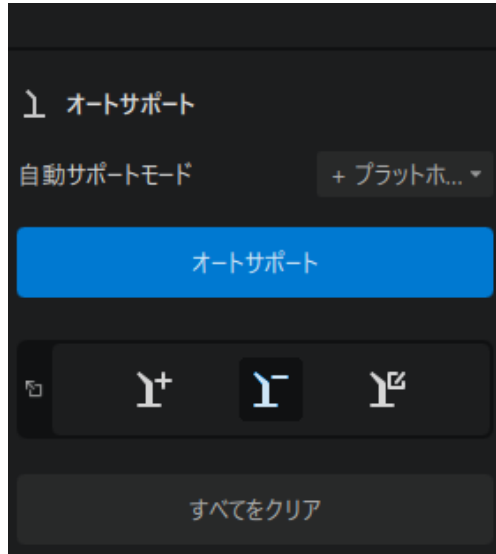 オートサポート
自動サポートモード
+ プラットホ...
オートサポート
すべてをクリア